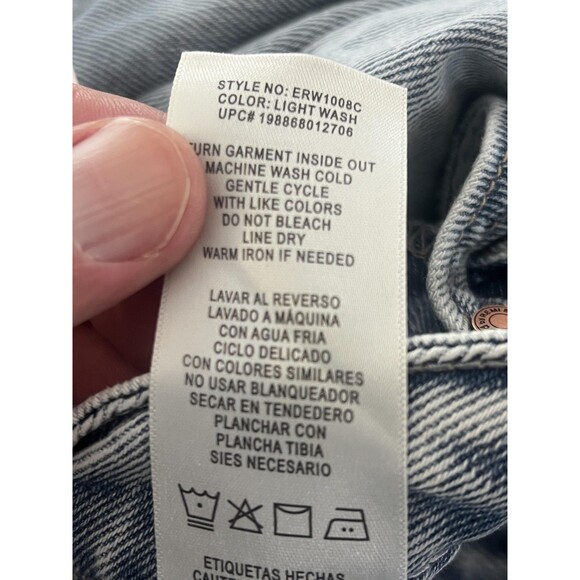 STYLE NO: ERW1008C
COLOR: LIGHT WASH
UPC# 198868012706
TURN GARMENT INSIDE OUT
MACHINE WASH COLD
GENTLE CYCLE
WITH LIKE COLORS
DO NOT BLEACH
LINE DRY
WARM IRON IF NEEDED
LAVAR AL REVERSO
LAVADO A MÁQUINA
CON AGUA FRIA
CICLO DELICADO
CON COLORES SIMILARES
NO USAR BLANQUEADOR
SECAR EN TENDEDERO
PLANCHAR CON
PLANCHA TIBIA
SIES NECESARIO
ETIQUETAS HECHAS